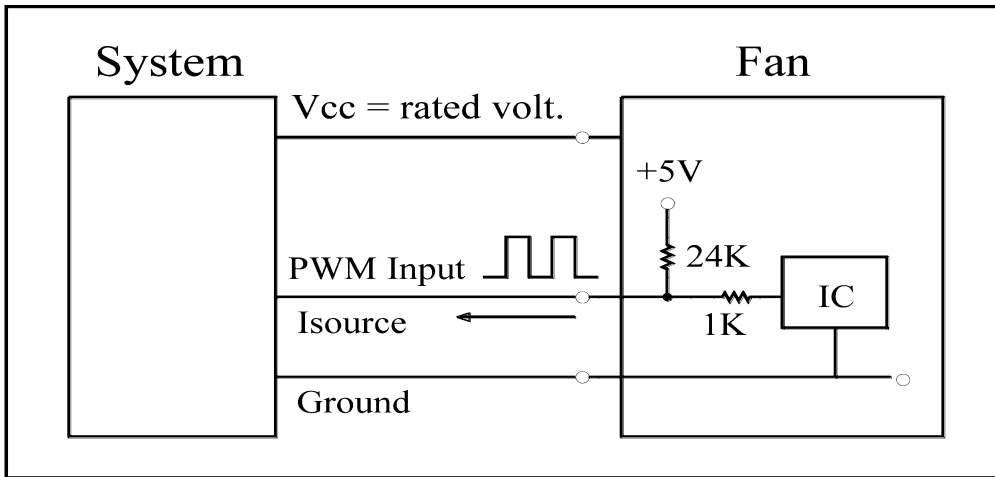 System
Fan
Vcc = rated volt.
+5V
24K
PWM Input
IC
Isource
1K
Ground